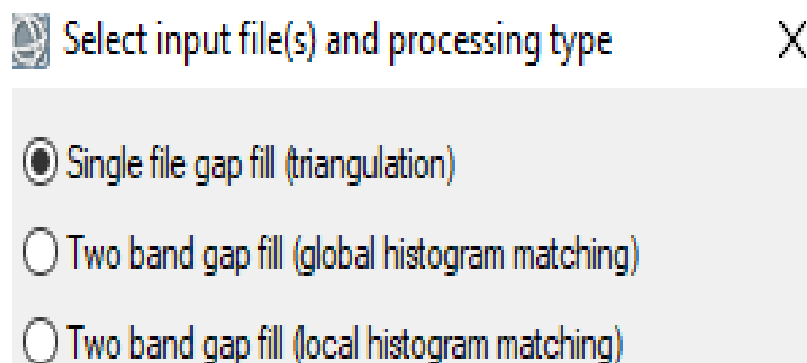 Select input file(s) and processing type
Single file gap fill (triangulation)
Two band gap fill (global histogram matching)
Two band gap fill (local histogram matching)